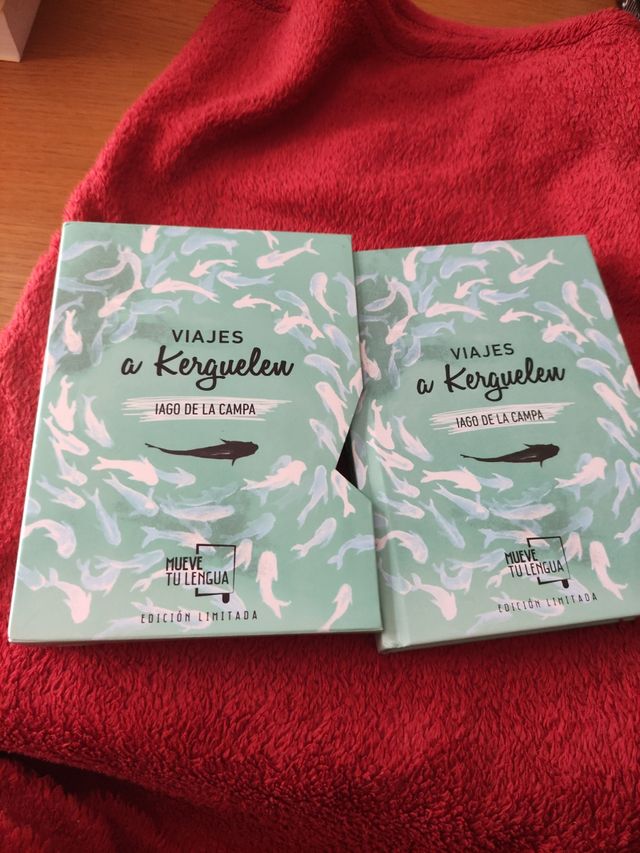 VIAJES
a Kerguelen
IAGO DE LA CAMPA
MUEVE
TU LENGUA
EDICIÓN LIMITADA
VIAJES
a Kerguelen
IAGO DE LA CAMPA
MUEVE
TU LENGUA
EDICIÓN LIMITADA